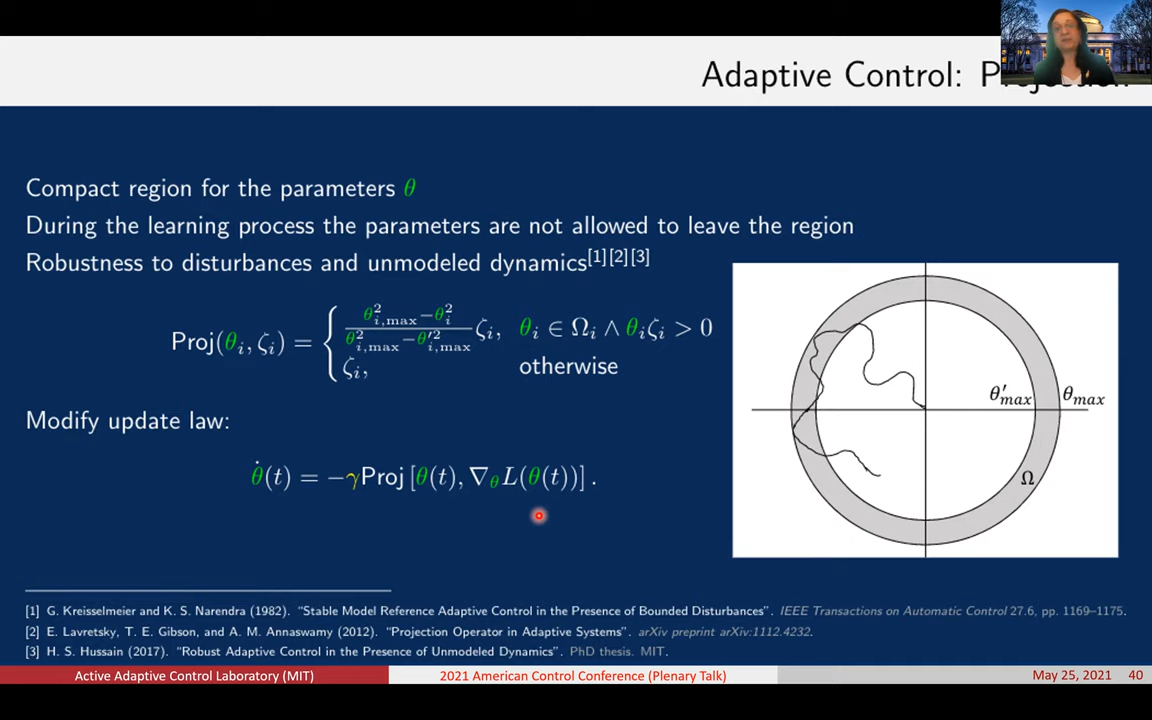 Adaptive Control:
Compact region for the parameters θ
During the learning process the parameters are not allowed to leave the region
Robustness to disturbances and unmodeled dynamics[1][2][3]
Proj(θᵢ, ζᵢ) = { (θ²ᵢ,max − θ²ᵢ) / (θ²ᵢ,max − θ′²ᵢ,max) ζᵢ, θᵢ ∈ Ωᵢ ∧ θᵢζᵢ > 0
ζᵢ, otherwise
θ′max θmax
Ω
Modify update law:
θ̇(t) = −γProj [θ(t), ∇θL(θ(t))] .
[1] G. Kreisselmeier and K. S. Narendra (1982). “Stable Model Reference Adaptive Control in the Presence of Bounded Disturbances”. IEEE Transactions on Automatic Control 27.6, pp. 1169–1175.
[2] E. Lavretsky, T. E. Gibson, and A. M. Annaswamy (2012). “Projection Operator in Adaptive Systems”. arXiv preprint arXiv:1112.4232.
[3] H. S. Hussain (2017). “Robust Adaptive Control in the Presence of Unmodeled Dynamics”. PhD thesis. MIT.
Active Adaptive Control Laboratory (MIT) 2021 American Control Conference (Plenary Talk) May 25, 2021 40